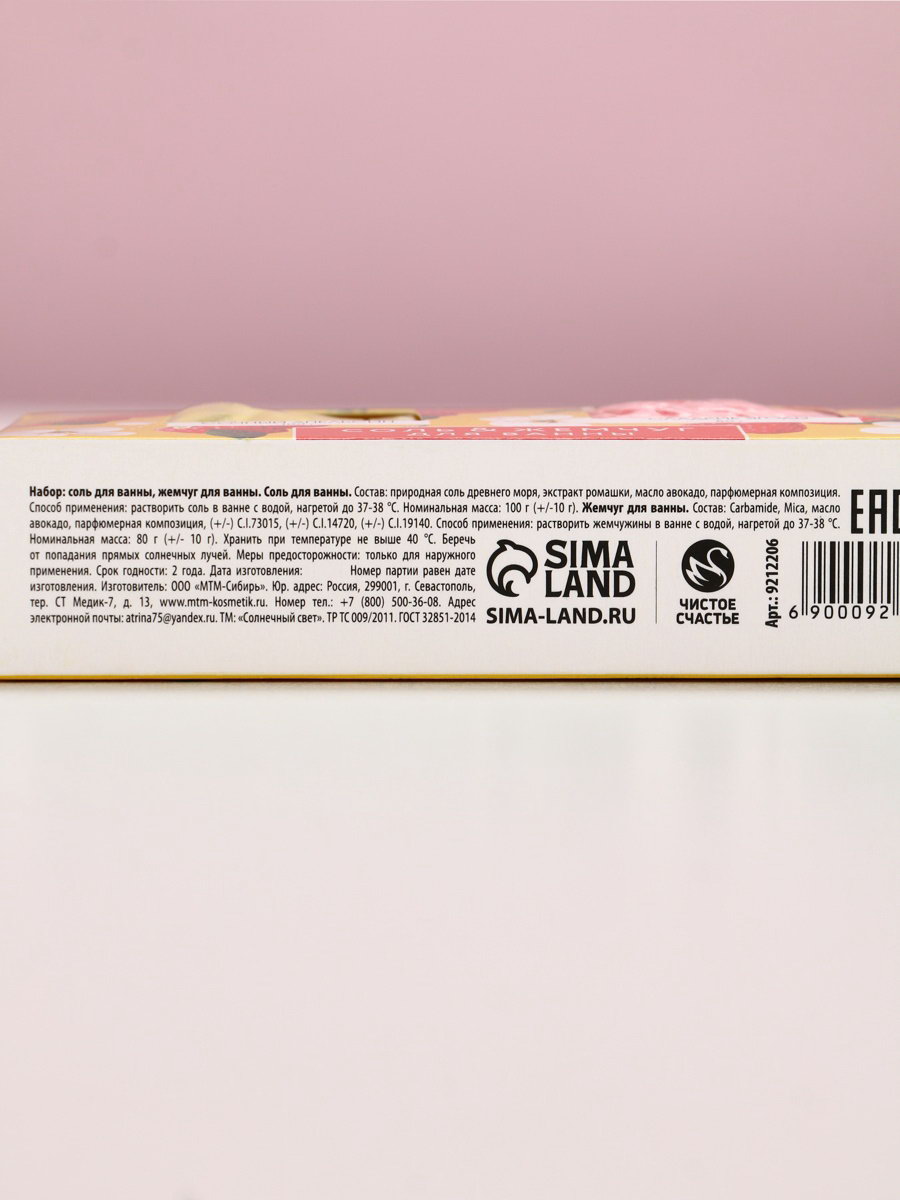 СОЛЬ & ЖЕМЧУГ
ДЛЯ ВАННЫ
Набор: соль для ванны, жемчуг для ванны. Соль для ванны. Состав: природная соль древнего моря, экстракт ромашки, масло авокадо, парфюмерная композиция.
Способ применения: растворить соль в ванне с водой, нагретой до 37-38 °С. Номинальная масса: 100 г (+/-10 г). Жемчуг для ванны. Состав: Carbamide, Mica, масло
авокадо, парфюмерная композиция, (+/-) C.I.73015, (+/-) C.I.14720, (+/-) C.I.19140. Способ применения: растворить жемчужины в ванне с водой, нагретой до 37-38 °С.
Номинальная масса: 80 г (+/- 10 г). Хранить при температуре не выше 40 °С. Беречь
от попадания прямых солнечных лучей. Меры предосторожности: только для наружного
применения. Срок годности: 2 года. Дата изготовления: Номер партии равен дате
изготовления. Изготовитель: ООО «МТМ-Сибирь». Юр. адрес: Россия, 299001, г. Севастополь,
тер. СТ Медик-7, д. 13, www.mtm-kosmetik.ru. Номер тел.: +7 (800) 500-36-08. Адрес
электронной почты: atrina75@yandex.ru. ТМ: «Солнечный свет». ТР ТС 009/2011. ГОСТ 32851-2014
SIMA
LAND
SIMA-LAND.RU
ЧИСТОЕ
СЧАСТЬЕ
Арт.: 9212206
EAC
6 900092